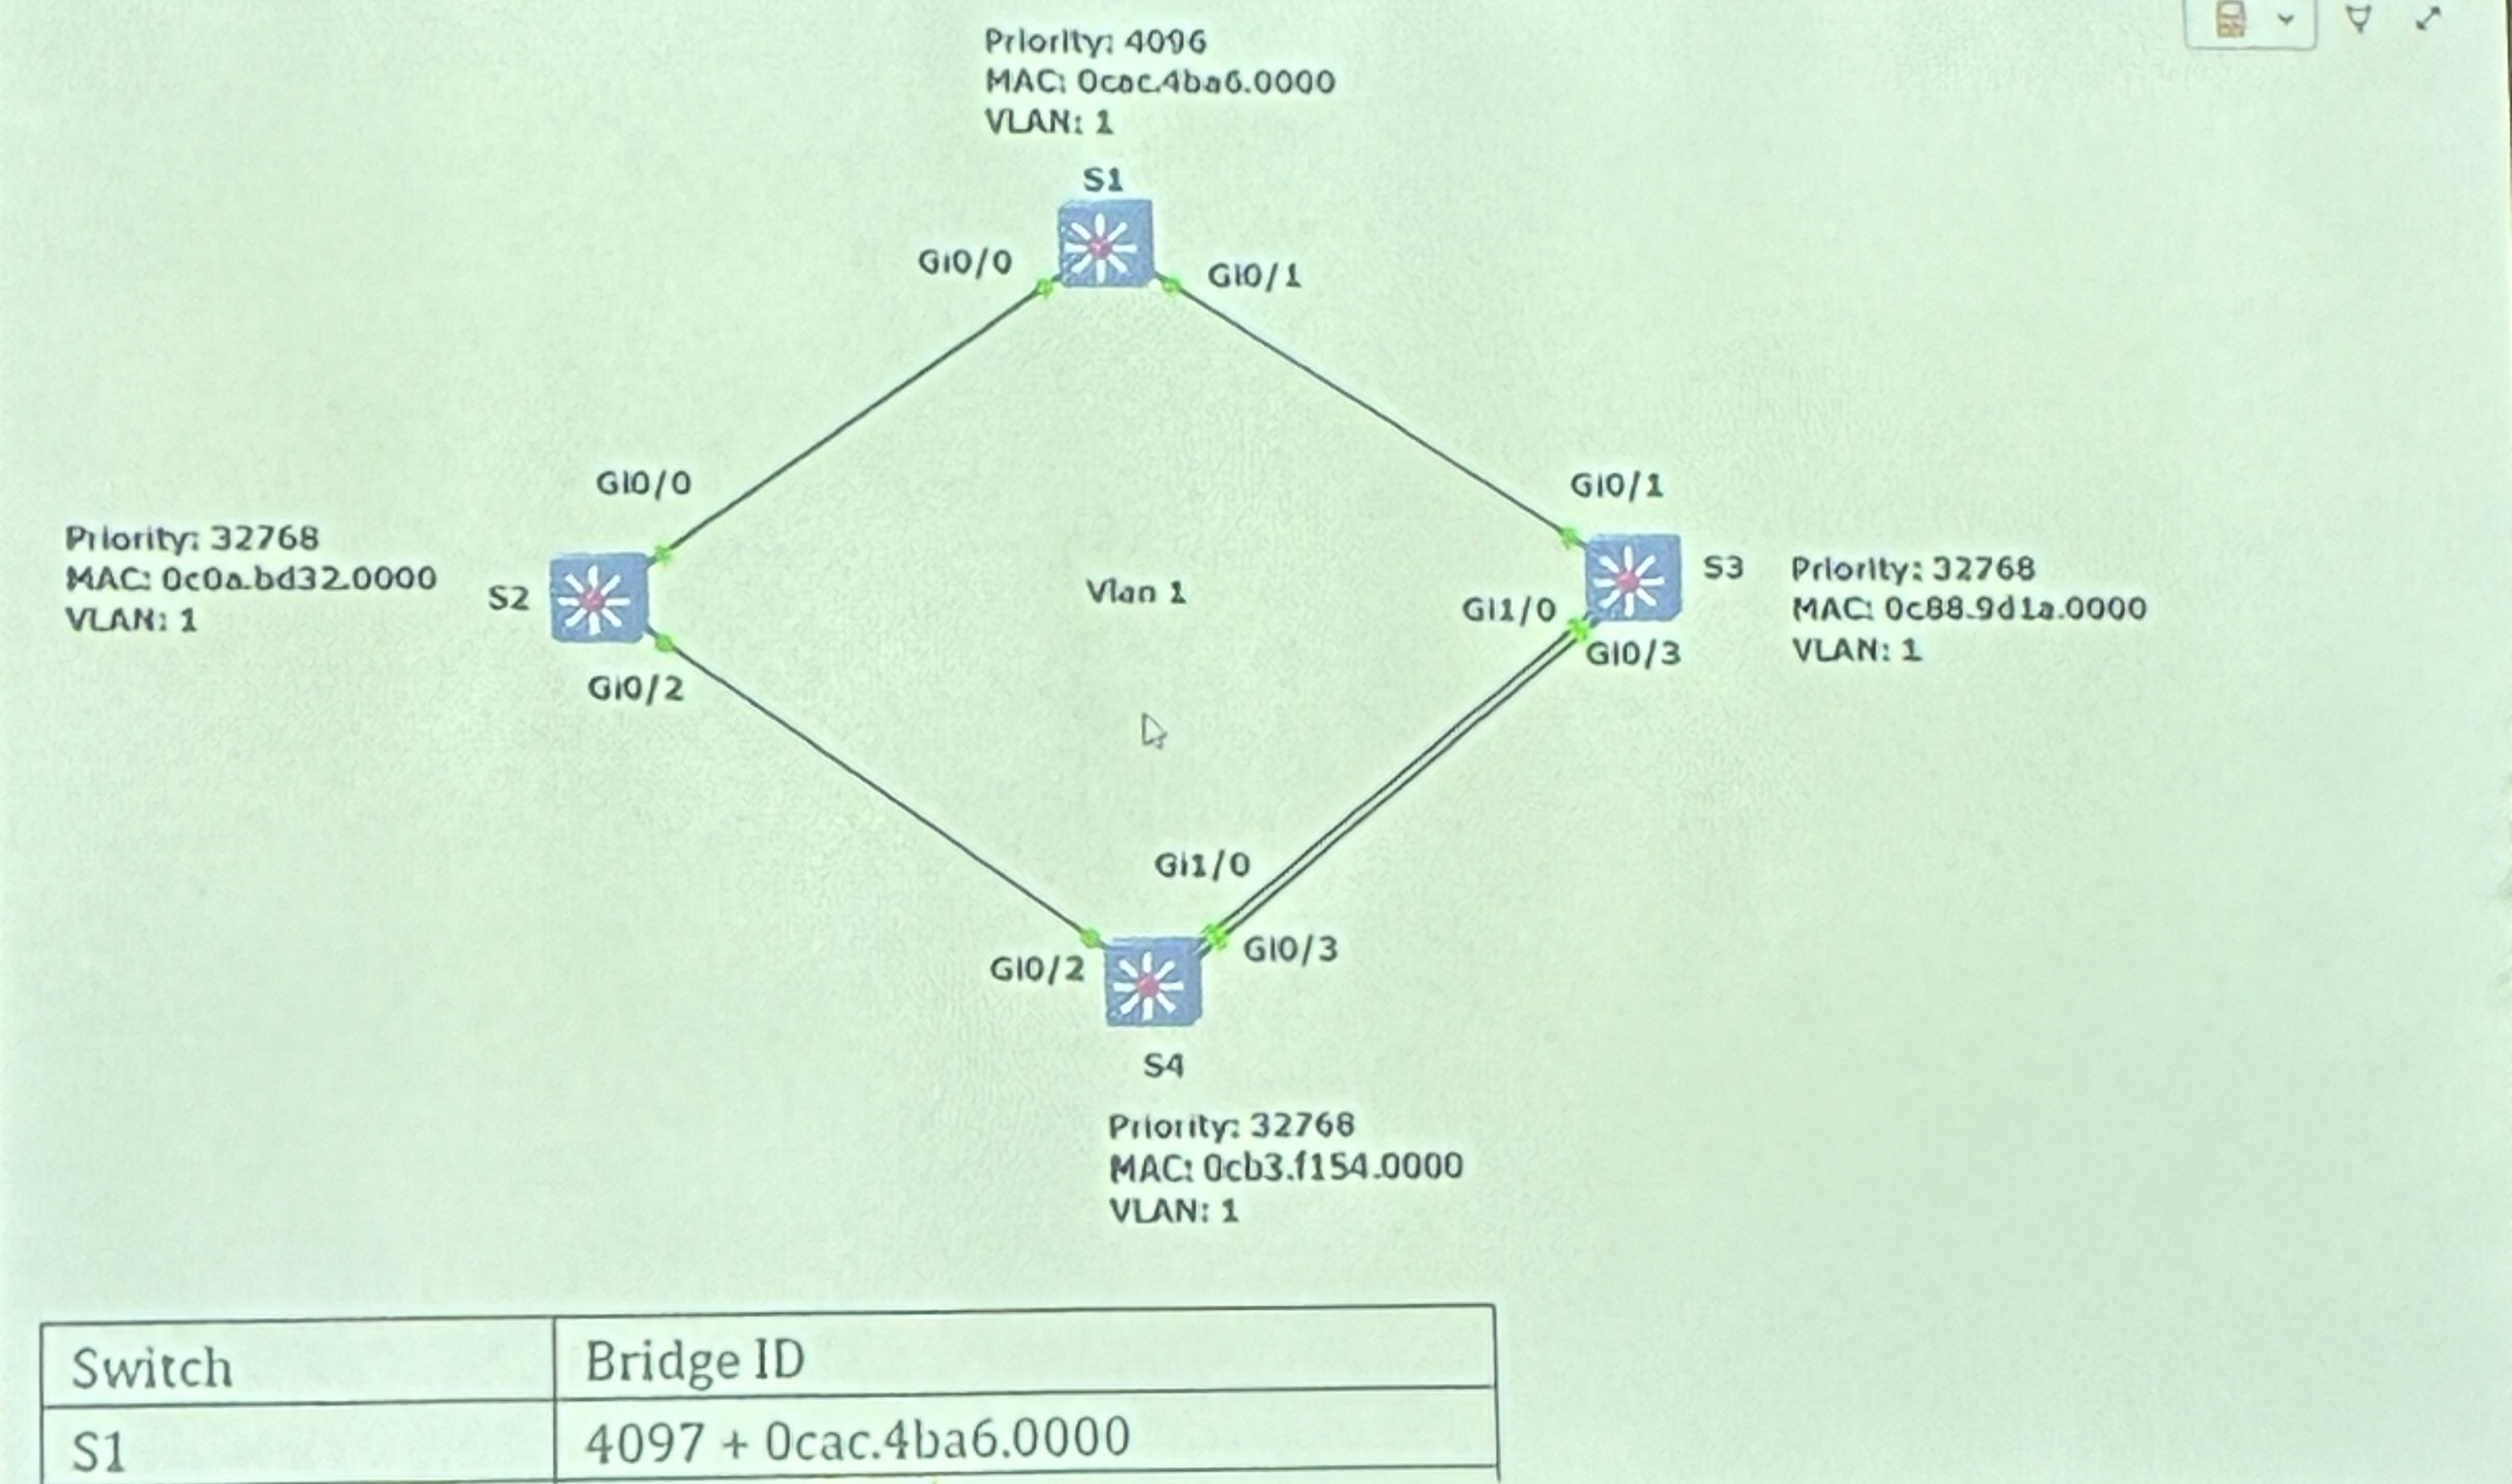 Priority: 4096
MAC: 0cac.4ba6.0000
VLAN: 1
S1
Gi0/0
Gi0/1
Gi0/0
Gi0/1
Priority: 32768
MAC: 0c0a.bd32.0000
VLAN: 1
S2
Vlan 1
S3
Priority: 32768
MAC: 0c88.9d1a.0000
VLAN: 1
Gi1/0
Gi0/3
Gi0/2
Gi1/0
Gi0/2
Gi0/3
S4
Priority: 32768
MAC: 0cb3.f154.0000
VLAN: 1
Switch Bridge ID
S1 4097 + 0cac.4ba6.0000